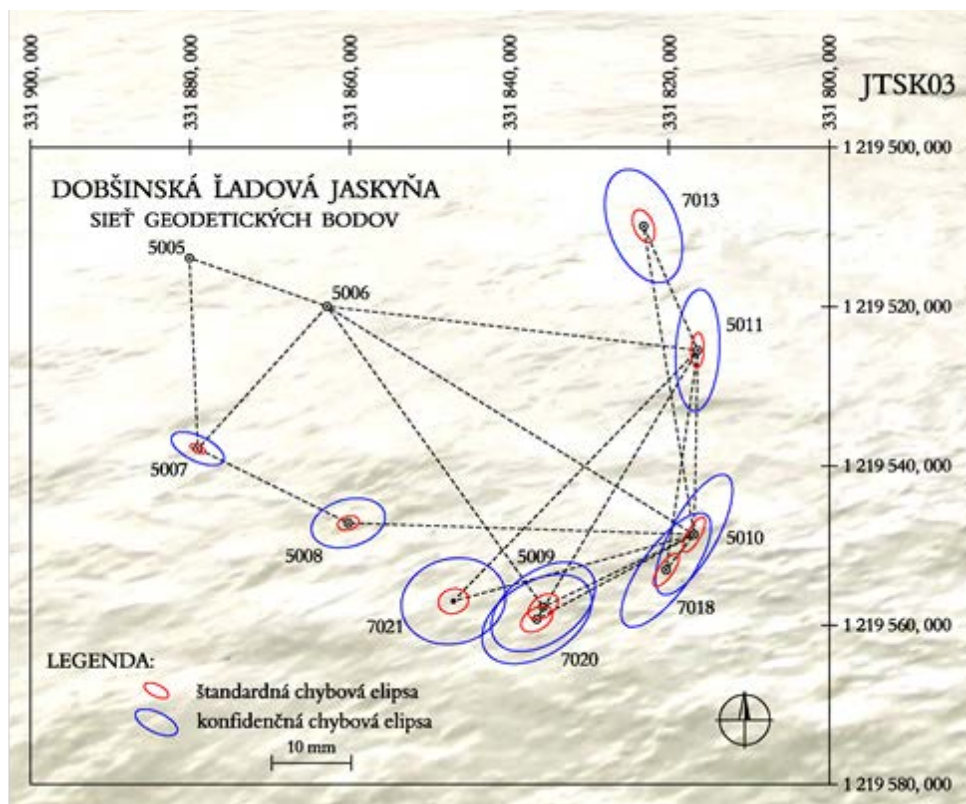 331 900, 000
331 880, 000
331 860, 000
331 840, 000
331 820, 000
331 800, 000
JTSK03
1 219 500, 000
DOBŠINSKÁ ĽADOVÁ JASKYŇA
SIEŤ GEODETICKÝCH BODOV
7013
5005
5006
5011
1 219 520, 000
5007
1 219 540, 000
5008
5009
5010
7018
7021
7020
1 219 560, 000
LEGENDA:
štandardná chybová elipsa
konfidenčná chybová elipsa
10 mm
1 219 580, 000